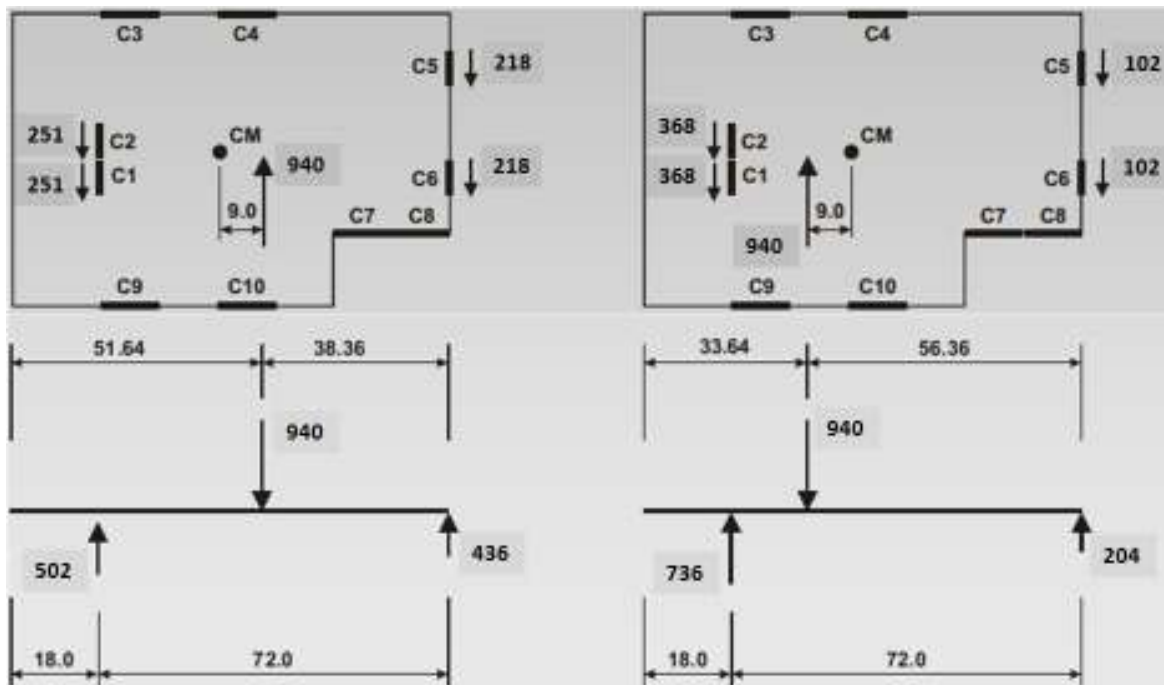 C3 C4
C5 218
251 C2 CM
940 C6 218
251 C1
9.0 C7 C8
C9 C10
51.64 38.36
940
502 436
18.0 72.0
C3 C4
C5 102
368 C2 CM
368 C1 C6 102
9.0 C7 C8
940
C9 C10
33.64 56.36
940
736 204
18.0 72.0